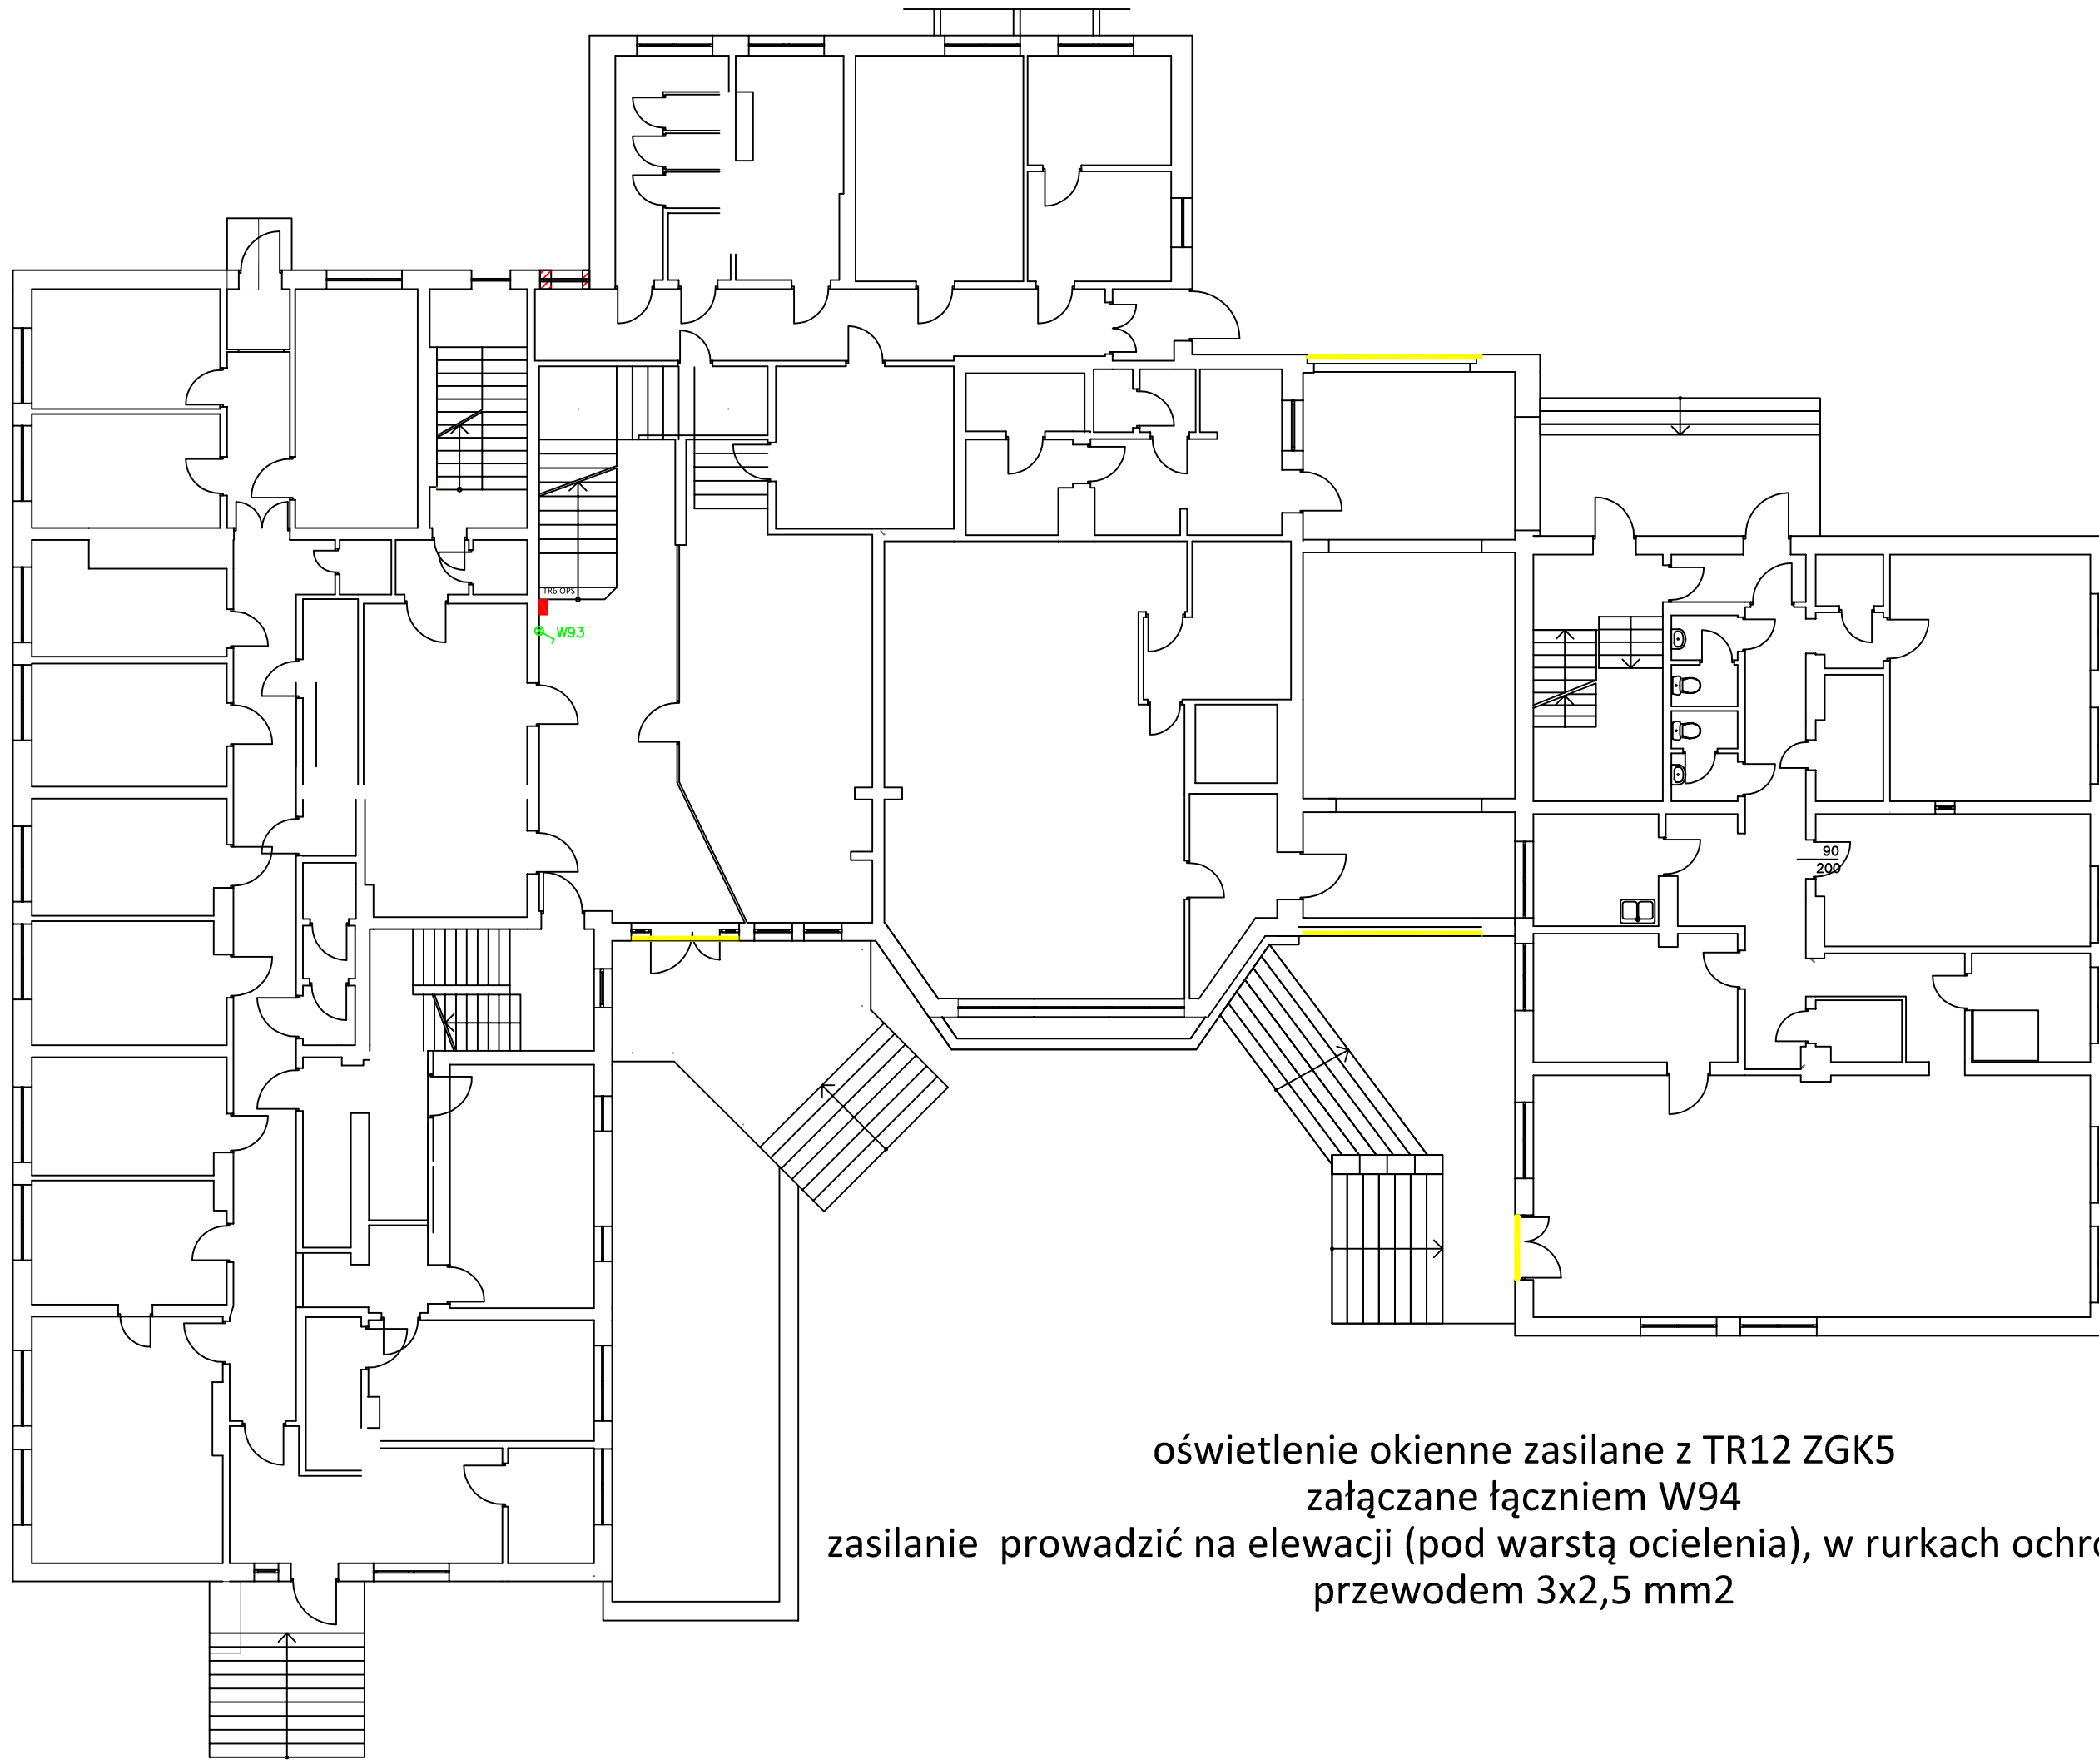 TR6 OPS
W93
90
200
oświetlenie okienne zasilane z TR12 ZGK5
załączane łączniem W94
zasilanie prowadzić na elewacji (pod warstą ocielenia), w rurkach ochro
przewodem 3x2,5 mm2